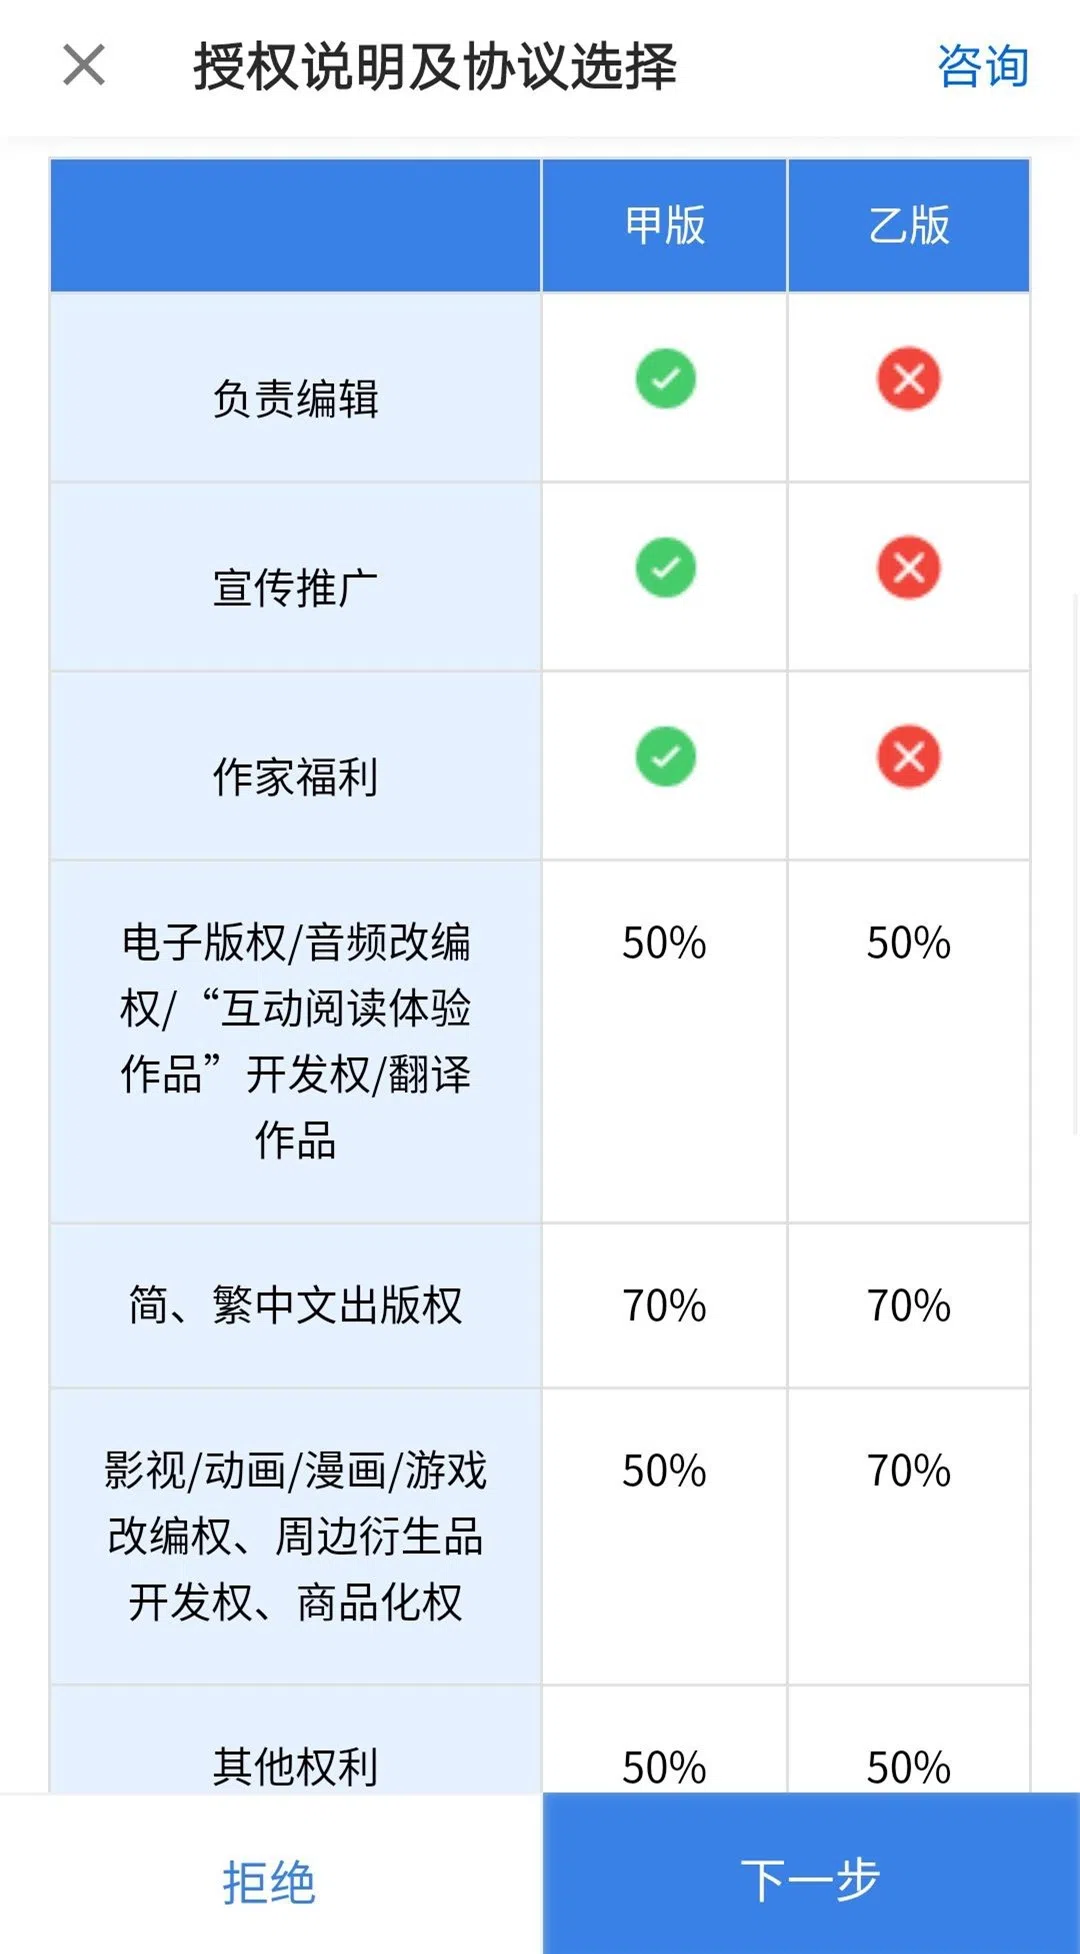 授权说明及协议选择
咨询
甲版 乙版
负责编辑
宣传推广
作家福利
电子版权/音频改编 50% 50%
权/“互动阅读体验
作品”开发权/翻译
作品
简、繁中文出版权 70% 70%
影视/动画/漫画/游戏 50% 70%
改编权、周边衍生品
开发权、商品化权
其他权利 50% 50%
拒绝
下一步